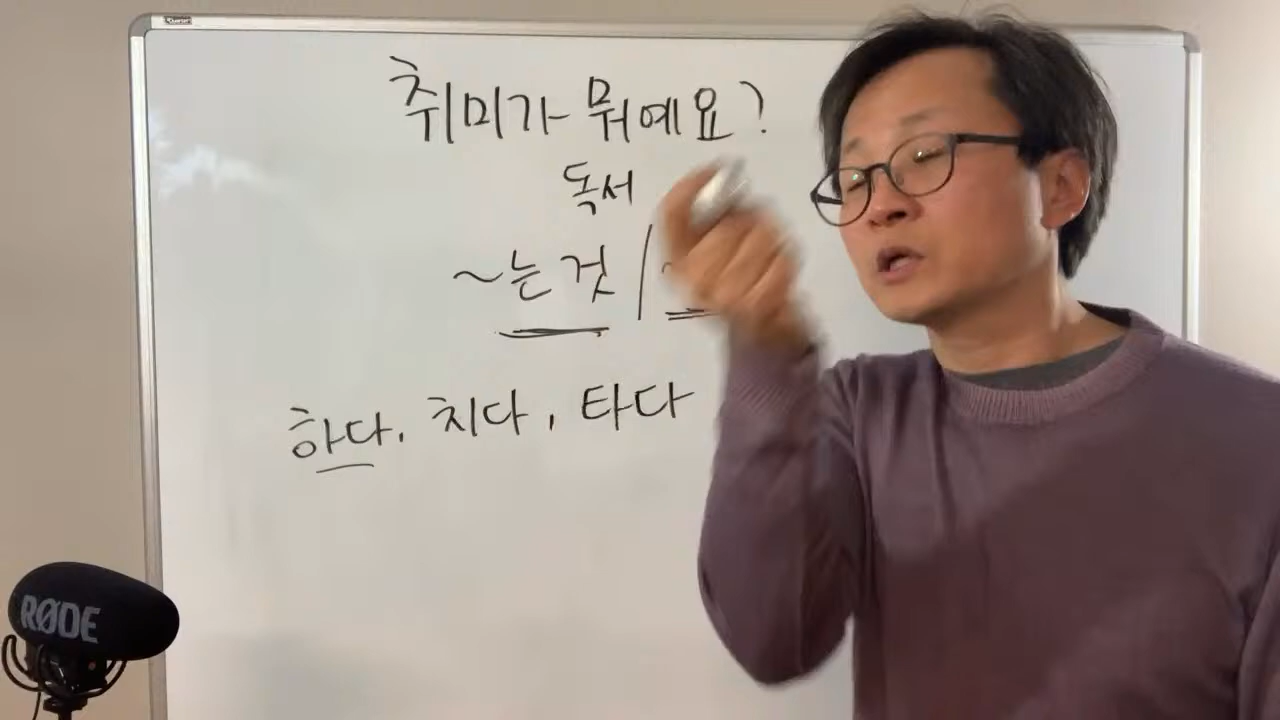 취미가 뭐예요?
독서
~는 것 /
하다, 치다, 타다
RØDE